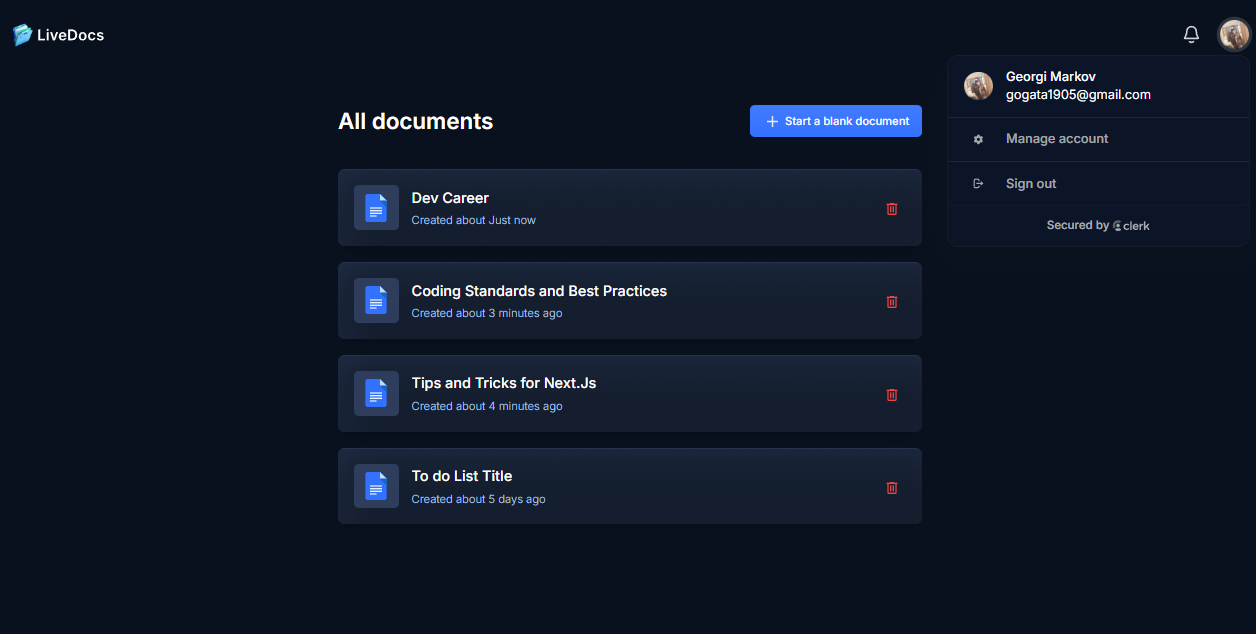 LiveDocs
Georgi Markov
gogata1905@gmail.com
Manage account
Sign out
Secured by clerk
All documents
Start a blank document
Dev Career
Created about Just now
Coding Standards and Best Practices
Created about 3 minutes ago
Tips and Tricks for Next.Js
Created about 4 minutes ago
To do List Title
Created about 5 days ago